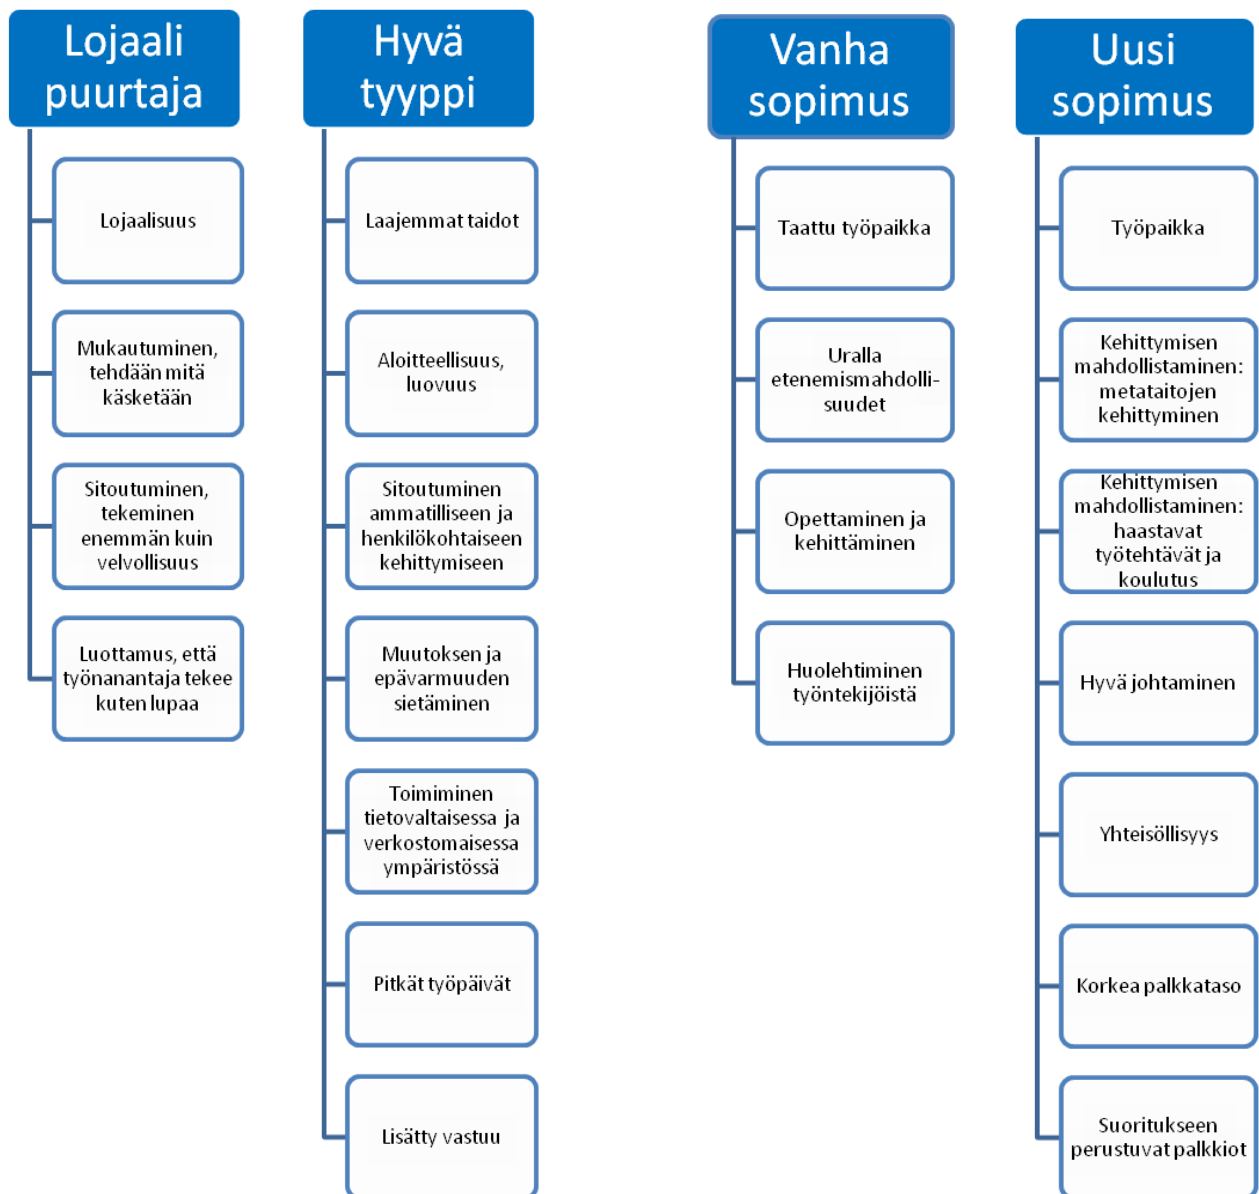 Lojaali
puurtaja
Lojaalisuus
Mukautuminen,
tehdään mitä
käsketään
Sitoutuminen,
tekeminen
enemmän kuin
velvollisuus
Luottamus, että
työnanantaja tekee
kuten lupaa
Hyvä
tyyppi
Laajemmat taidot
Aloitteellisuus,
luovuus
Sitoutuminen
ammatilliseen ja
henkilökohtaiseen
kehittymiseen
Muutoksen ja
epävarmuuden
sietäminen
Toimiminen
tietovaltaisessa ja
verkostomaisessa
ympäristössä
Pitkät työpäivät
Lisätty vastuu
Vanha
sopimus
Taattu työpaikka
Uralla
etenemismahdolli-
suudet
Opettaminen ja
kehittäminen
Huolehtiminen
työntekijöistä
Uusi
sopimus
Työpaikka
Kehittymisen
mahdollistaminen:
metataitojen
kehittyminen
Kehittymisen
mahdollistaminen:
haastavat
työtehtävät ja
koulutus
Hyvä johtaminen
Yhteisöllisyys
Korkea palkkataso
Suoritukseen
perustuvat palkkiot